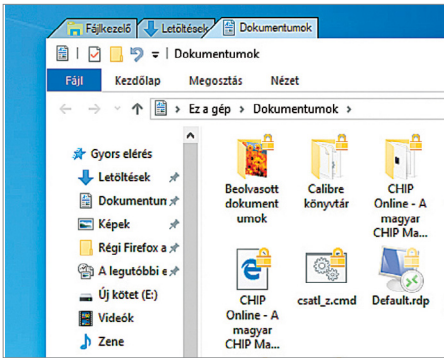 Fájlkezelő Letöltések Dokumentumok
Dokumentumok
Fájl Kezdőlap Megosztás Nézet
Ez a gép > Dokumentumok >
Gyors elérés
Letöltések
Dokumentum
Képek
Régi Firefox a
A legutóbbi e
Új kötet (E:)
Videók
Zene
Beolvasott
dokument
umok
Calibre
könyvtár
CHIP
Online - A
magyar
CHIP Ma...
CHIP
Online - A
magyar
CHIP Ma...
csatl_z.cmd
Default.rdp